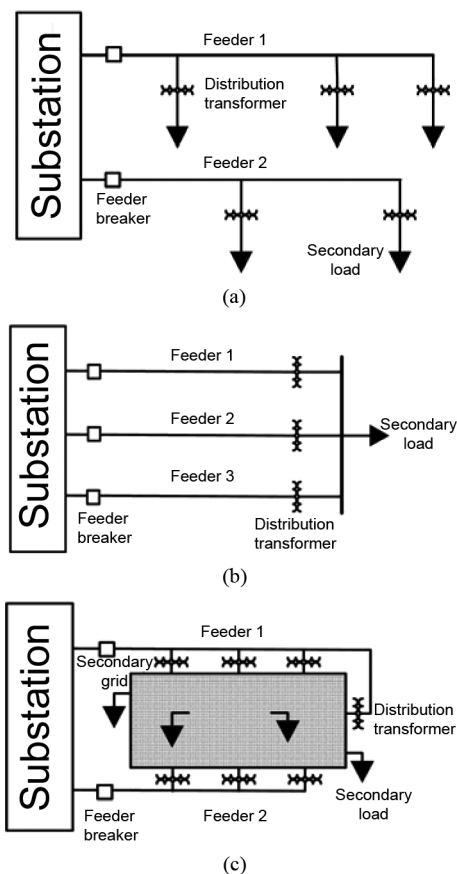 Substation
Feeder 1
Distribution
transformer
Feeder 2
Feeder
breaker
Secondary
load
(a)
Substation
Feeder 1
Feeder 2
Secondary
load
Feeder 3
Feeder
breaker
Distribution
transformer
(b)
Substation
Feeder 1
Secondary
grid
Distribution
transformer
Secondary
load
Feeder
breaker
Feeder 2
(c)